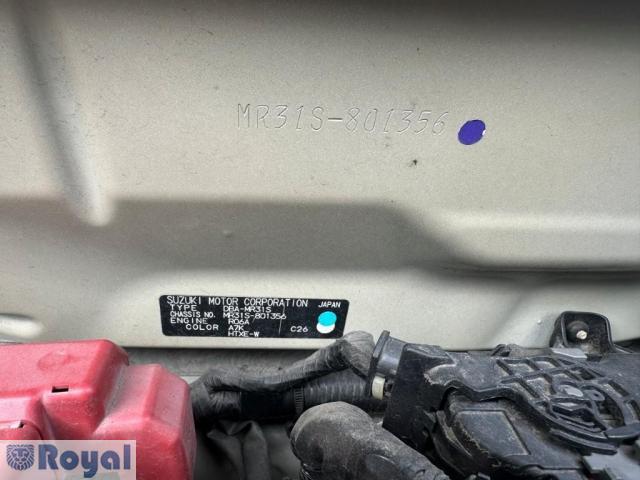 MR31S-801356
SUZUKI MOTOR CORPORATION
TYPE DBA-MR31S JAPAN
CHASSIS NO. MR31S-801356
ENGINE R06A
COLOR A7K C26
HTXE-W
Royal